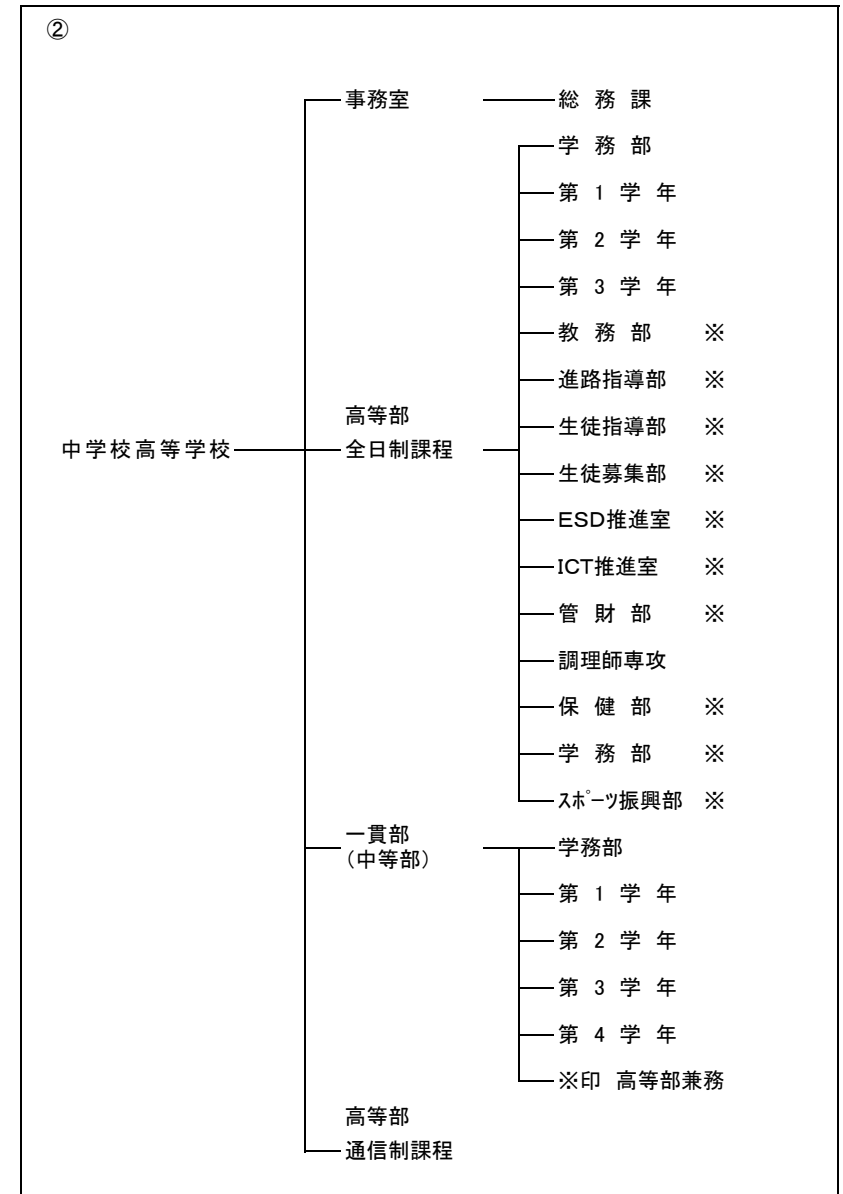 ②
事務室 総 務 課
学 務 部
第 1 学 年
第 2 学 年
第 3 学 年
教 務 部 ※
進路指導部 ※
高等部
生徒指導部 ※
中学校高等学校 全日制課程
生徒募集部 ※
ESD推進室 ※
ICT推進室 ※
管 財 部 ※
調理師専攻
保 健 部 ※
学 務 部 ※
スポーツ振興部 ※
一貫部
(中等部)
学務部
第 1 学 年
第 2 学 年
第 3 学 年
第 4 学 年
※印 高等部兼務
高等部
通信制課程